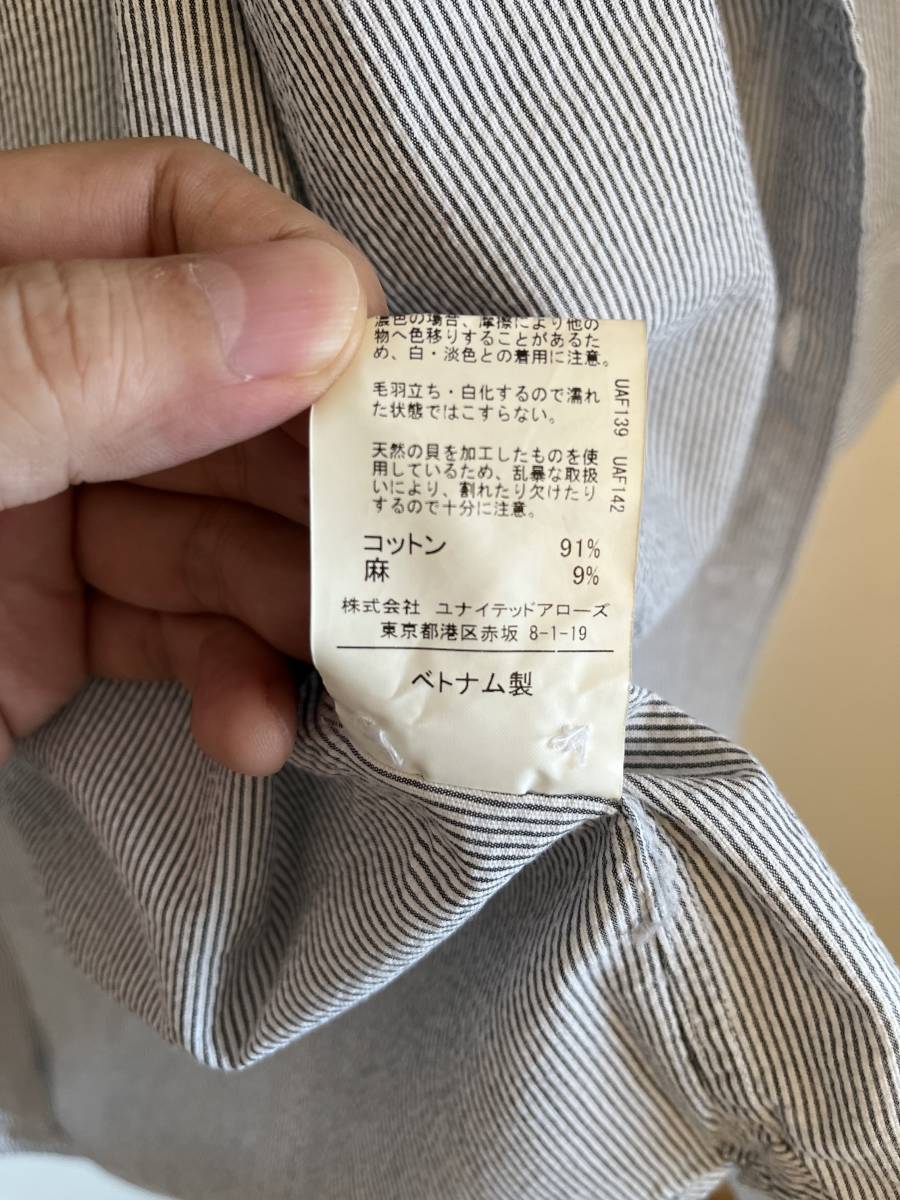 濃色の場合、摩擦により他の
物へ色移りすることがあるた
め、白・淡色との着用に注意。
毛羽立ち・白化するので濡れ
た状態ではこすらない。
天然の貝を加工したものを使
用しているため、乱暴な取扱
いにより、割れたり欠けたり
するので十分に注意。
コットン 91%
麻 9%
株式会社 ユナイテッドアローズ
東京都港区赤坂 8-1-19
ベトナム製
UAF139 UAF142